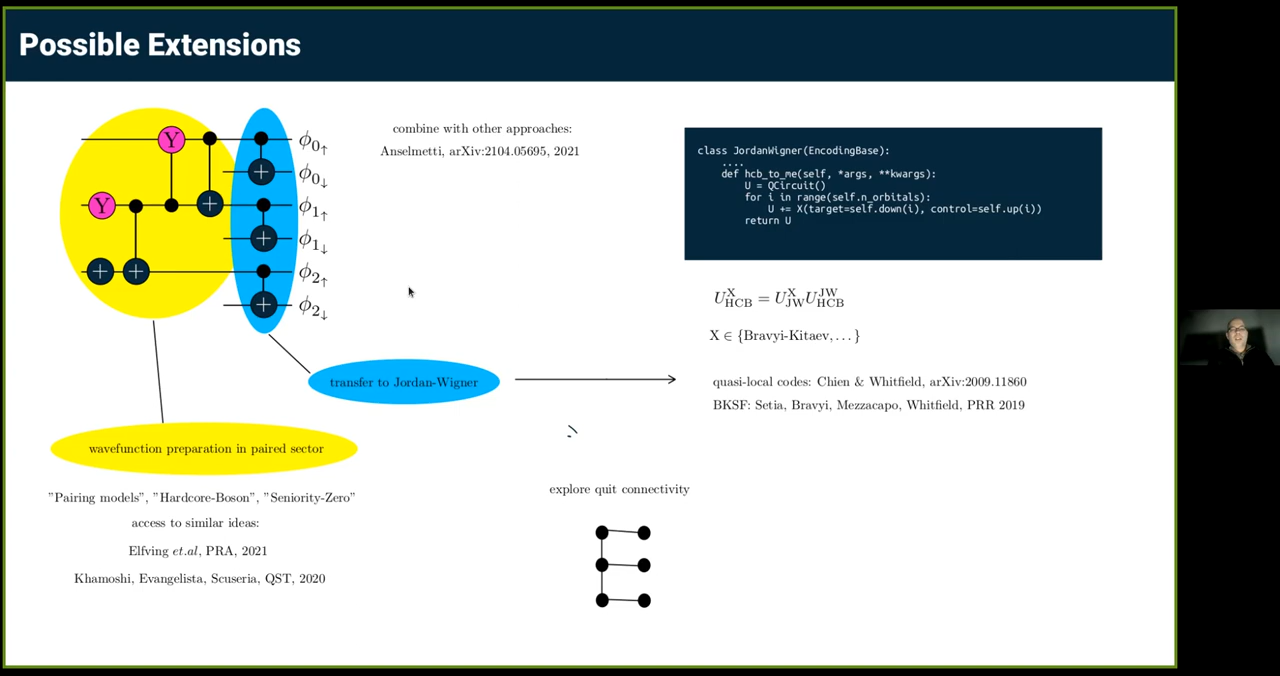 Possible Extensions
Y
Y
ϕ0↑
ϕ0↓
ϕ1↑
ϕ1↓
ϕ2↑
ϕ2↓
combine with other approaches:
Anselmetti, arXiv:2104.05695, 2021
class JordanWigner(EncodingBase):
....
def hcb_to_me(self, *args, **kwargs):
U = QCircuit()
for i in range(self.n_orbitals):
U += X(target=self.down(i), control=self.up(i))
return U
U^X_HCB = U^X_JW U^JW_HCB
X ∈ {Bravyi-Kitaev, . . . }
transfer to Jordan-Wigner
quasi-local codes: Chien & Whitfield, arXiv:2009.11860
BKSF: Setia, Bravyi, Mezzacapo, Whitfield, PRR 2019
wavefunction preparation in paired sector
"Pairing models", "Hardcore-Boson", "Seniority-Zero"
access to similar ideas:
Elfving et.al, PRA, 2021
Khamoshi, Evangelista, Scuseria, QST, 2020
explore quit connectivity